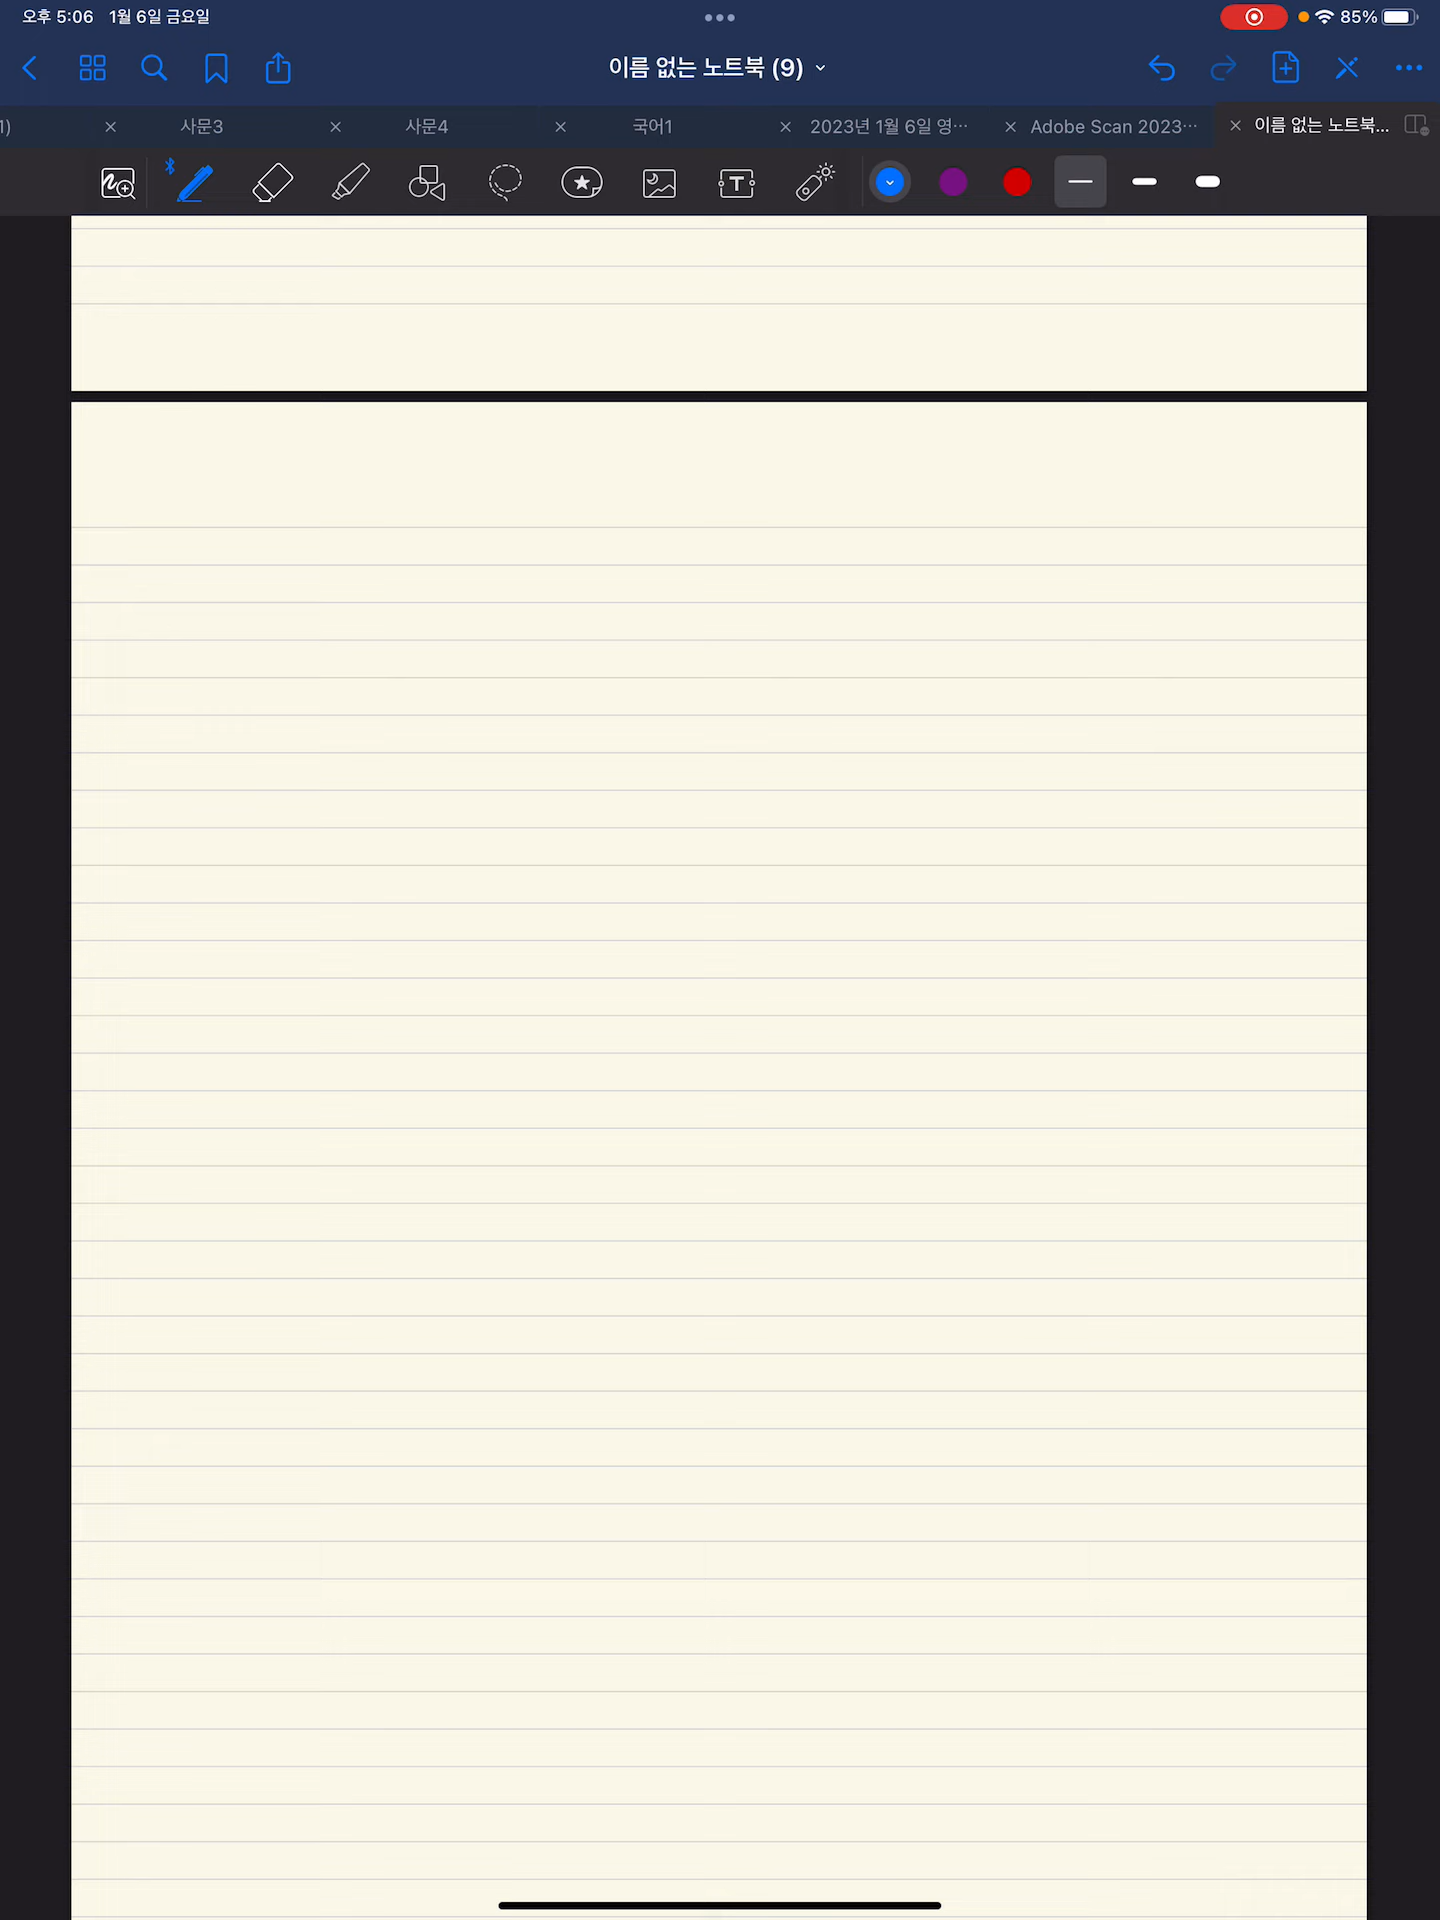 오후 5:06 1월 6일 금요일
85%
이름 없는 노트북 (9)
1)
사문3
사문4
국어1
2023년 1월 6일 영…
Adobe Scan 2023…
이름 없는 노트북…
T